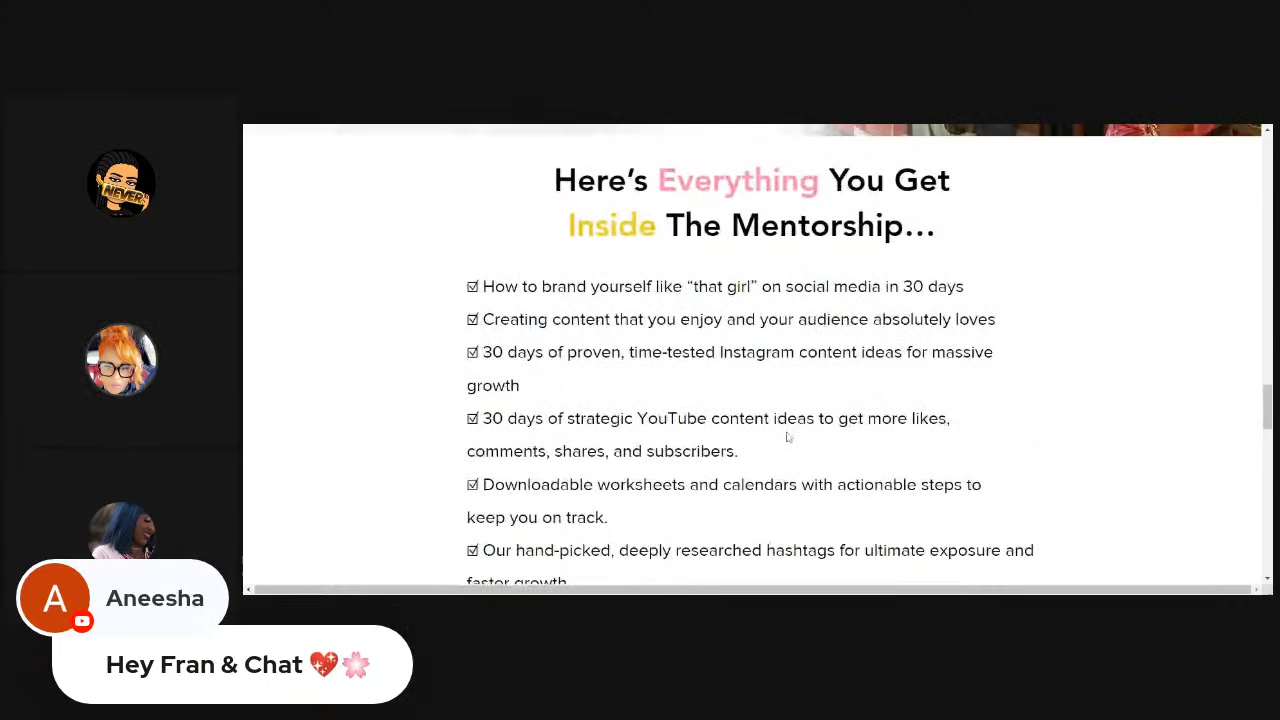 NEVER
Here's Everything You Get
Inside The Mentorship...
☑ How to brand yourself like “that girl” on social media in 30 days
☑ Creating content that you enjoy and your audience absolutely loves
☑ 30 days of proven, time-tested Instagram content ideas for massive
growth
☑ 30 days of strategic YouTube content ideas to get more likes,
comments, shares, and subscribers.
☑ Downloadable worksheets and calendars with actionable steps to
keep you on track.
☑ Our hand-picked, deeply researched hashtags for ultimate exposure and
faster growth
A
Aneesha
Hey Fran & Chat 💖🌸